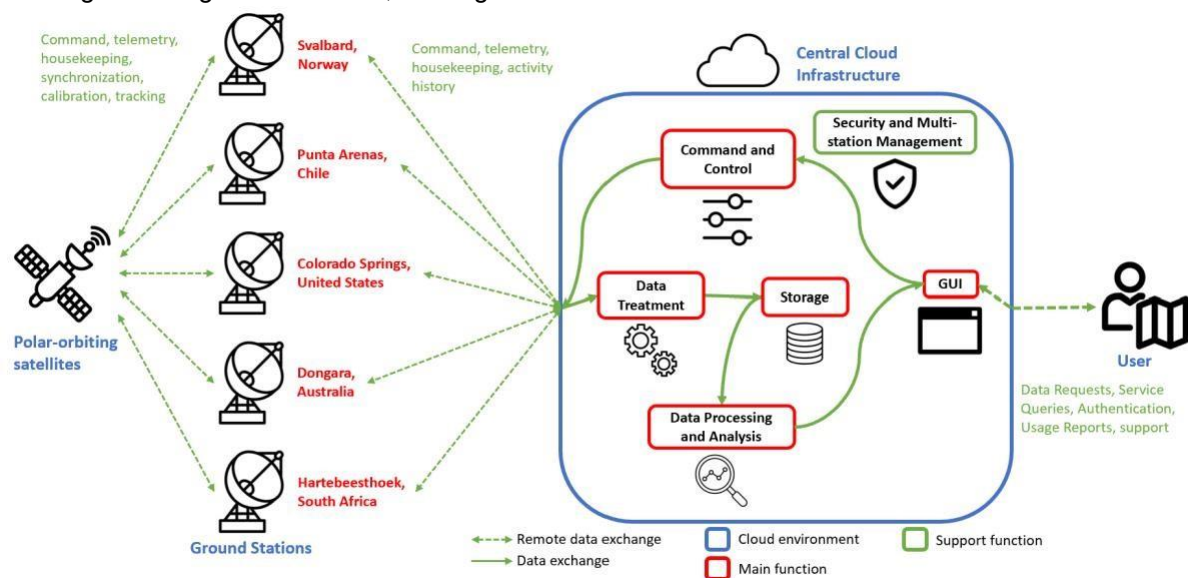 Command, telemetry,
housekeeping,
synchronization,
calibration, tracking
Svalbard,
Norway
Command, telemetry,
housekeeping, activity
history
Punta Arenas,
Chile
Colorado Springs,
United States
Dongara,
Australia
Hartebeesthoek,
South Africa
Polar-orbiting
satellites
Ground Stations
Central Cloud
Infrastructure
Security and Multi-
station Management
Command and
Control
Data
Treatment
Storage
GUI
Data Processing
and Analysis
User
Data Requests, Service
Queries, Authentication,
Usage Reports, support
Remote data exchange
Data exchange
Cloud environment
Main function
Support function